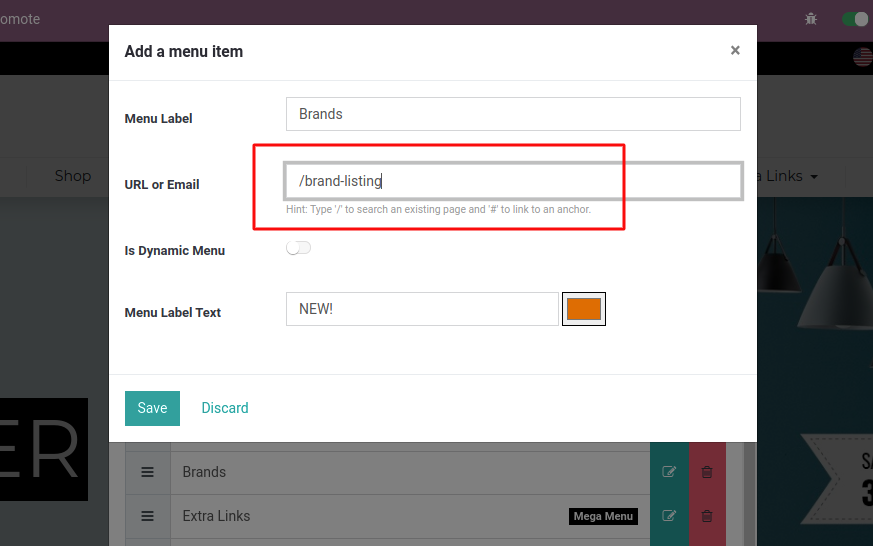 omote
Add a menu item
×
Menu Label
Brands
Shop
URL or Email
/brand-listing
a Links
Hint: Type '/' to search an existing page and '#' to link to an anchor.
Is Dynamic Menu
Menu Label Text
NEW!
Save
Discard
ER
SA
3
Brands
Extra Links
Mega Menu